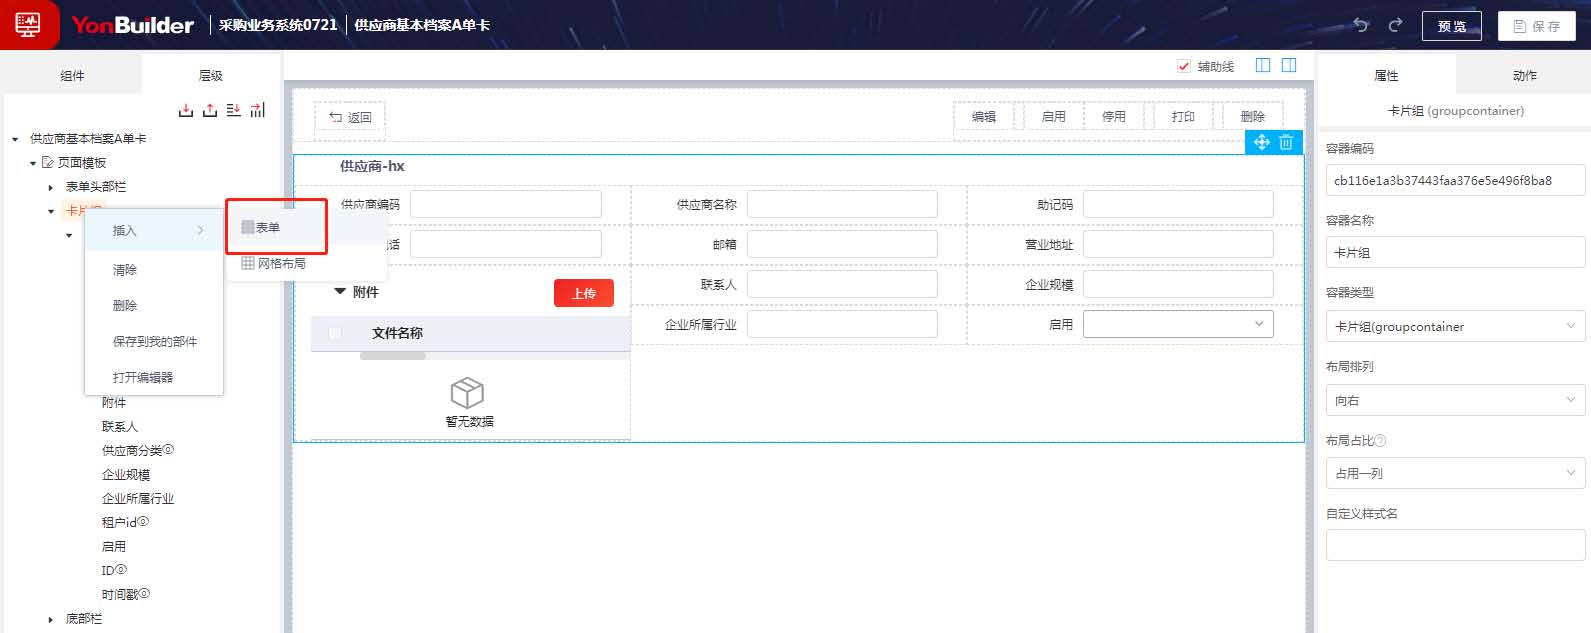 YonBuilder 采购业务系统0721 供应商基本档案A单卡 预 览 保 存
组件 层级
辅助线
供应商基本档案A单卡
页面模板
表单头部栏
卡片组
插入
清除
删除
保存到我的部件
打开编辑器
表单
网格布局
附件
联系人
供应商分类
企业规模
企业所属行业
租户id
启用
ID
时间戳
底部栏
返回 编辑 启用 停用 打印 删除
供应商-hx
供应商编码 供应商名称 助记码
话 邮箱 营业地址
附件 上传 联系人 企业规模
文件名称 企业所属行业 启用
暂无数据
属性 动作
卡片组 (groupcontainer)
容器编码
cb116e1a3b37443faa376e5e496f8ba8
容器名称
卡片组
容器类型
卡片组(groupcontainer
布局排列
向右
布局占比
占用一列
自定义样式名